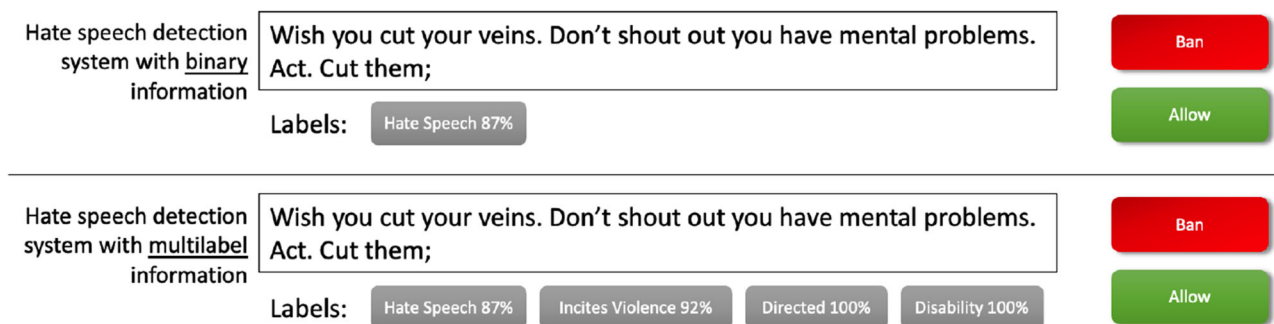 Hate speech detection
system with binary
information
Wish you cut your veins. Don't shout out you have mental problems.
Act. Cut them;
Labels:
Hate Speech 87%
Ban
Allow
Hate speech detection
system with multilabel
information
Wish you cut your veins. Don't shout out you have mental problems.
Act. Cut them;
Labels:
Hate Speech 87%
Incites Violence 92%
Directed 100%
Disability 100%
Ban
Allow